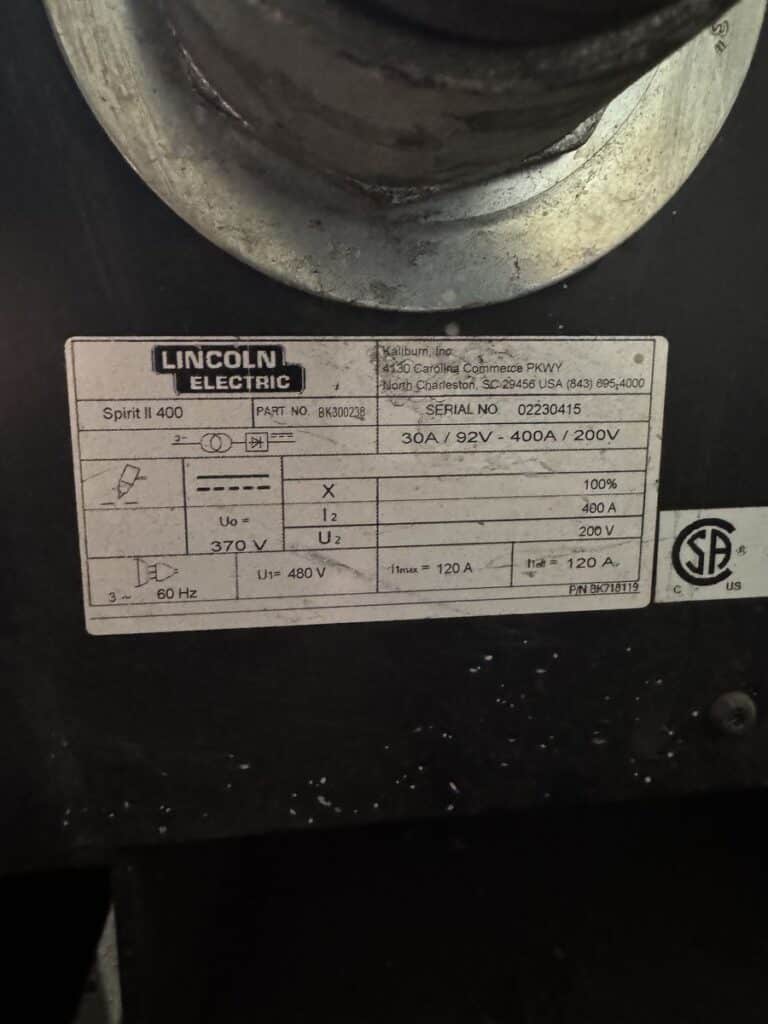 LINCOLN
ELECTRIC
Kaliburn, Inc
4130 Carolina Commerce PKWY
North Charleston, SC 29456 USA (843) 695-4000
Spirit II 400
PART NO. BK300238
SERIAL NO. 02230415
30A / 92V - 400A / 200V
X 100%
I2 400 A
U2 200 V
Uo =
370 V
3 ~ 60 Hz
U1= 480 V
I1max = 120 A
= 120 A
P/N BK718119
CSA
®
C US